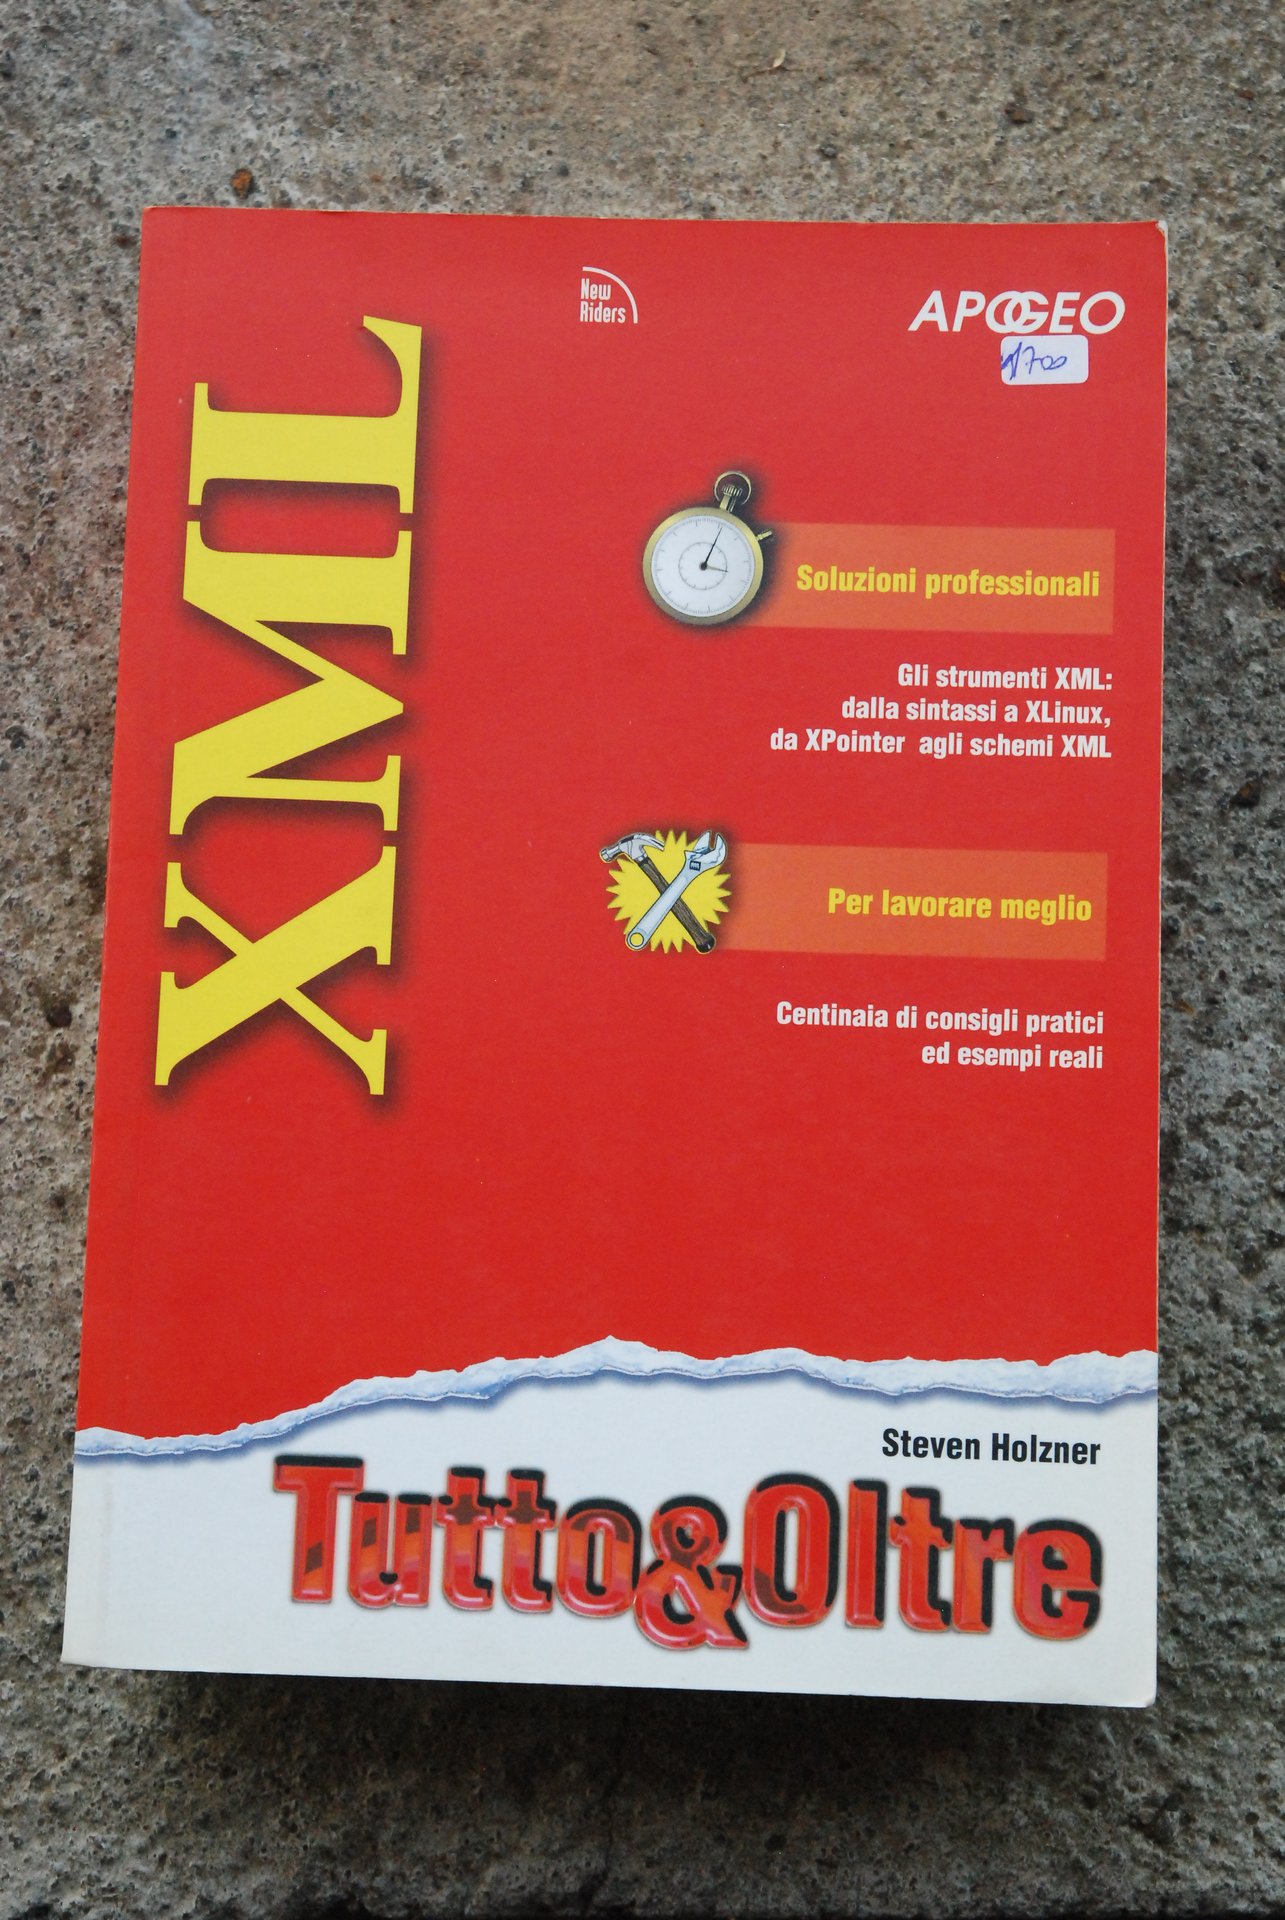 New
Riders
APOGEO
XML
Soluzioni professionali
Gli strumenti XML:
dalla sintassi a XLinux,
da XPointer agli schemi XML
Per lavorare meglio
Centinaia di consigli pratici
ed esempi reali
Steven Holzner
Tutto&Oltre